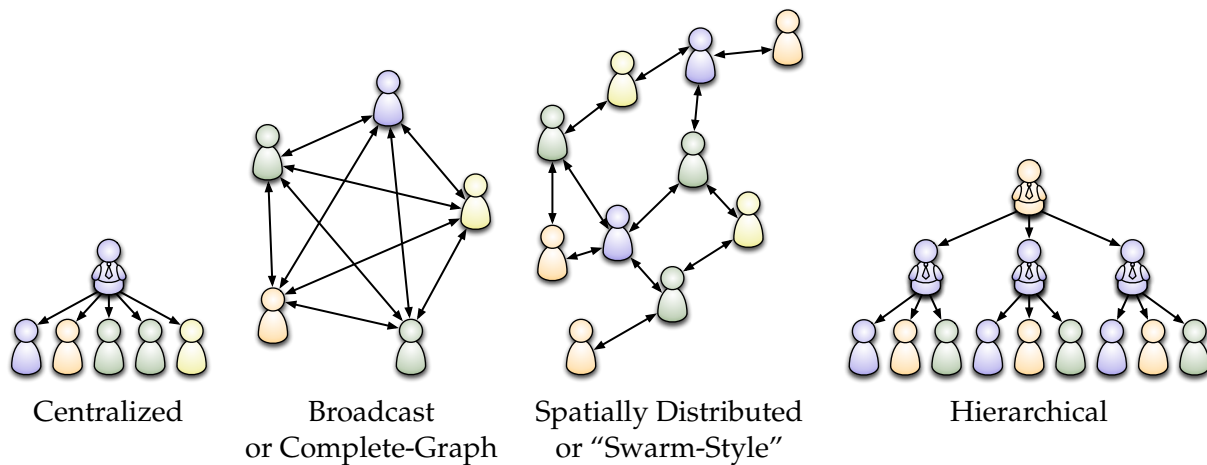 Centralized
Broadcast
or Complete-Graph
Spatially Distributed
or “Swarm-Style”
Hierarchical